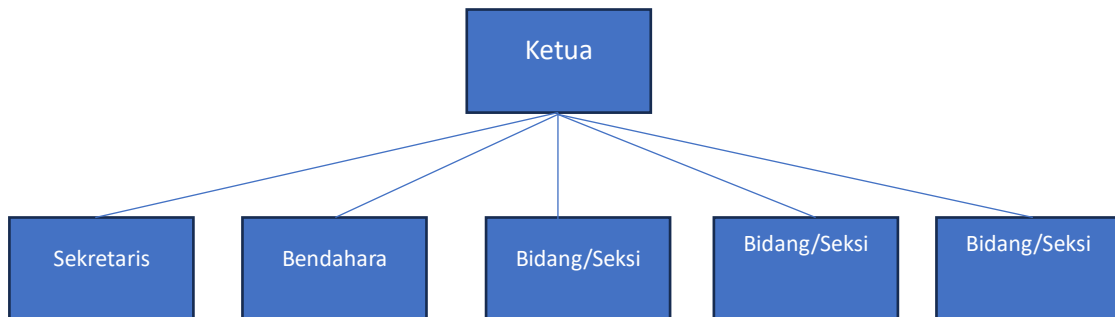 Ketua
Sekretaris
Bendahara
Bidang/Seksi
Bidang/Seksi
Bidang/Seksi